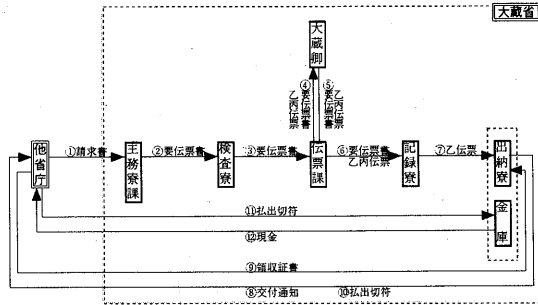 大蔵省
大蔵卿
④要伝票書
乙丙伝票
⑤要伝票書
乙丙伝票
他省庁
①請求書
主務寮課
②要伝票書
検査寮
③要伝票書
伝票課
⑥要伝票書
乙丙伝票
記録寮
⑦乙伝票
出納寮
⑪払出切符
金庫
⑫現金
⑨領収証書
⑧交付通知
⑩払出切符